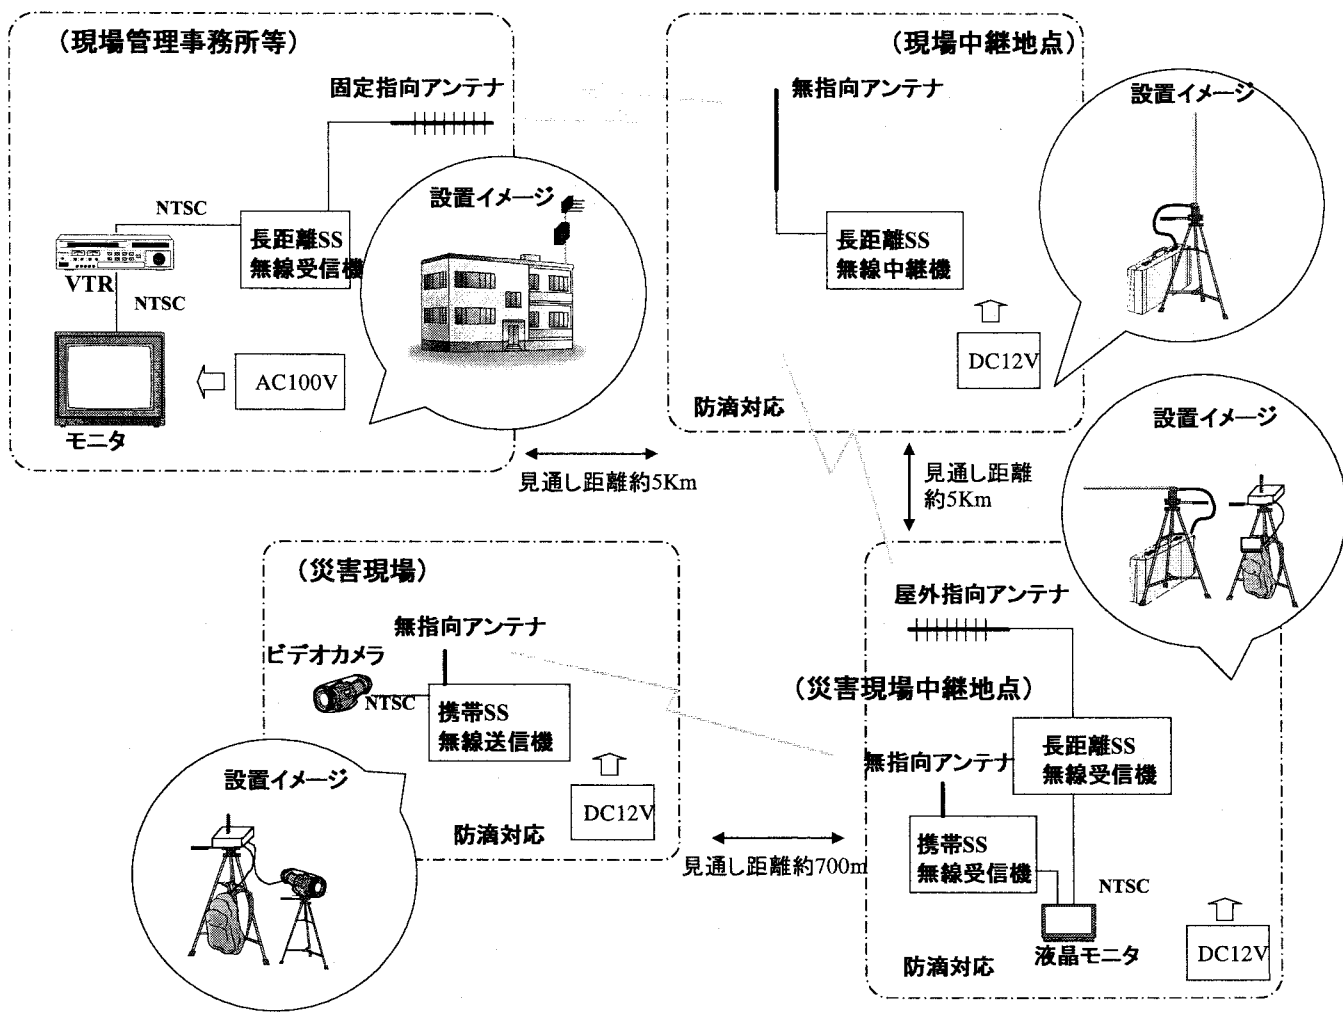 （現場管理事務所等）
固定指向アンテナ
設置イメージ
NTSC
長距離SS
無線受信機
VTR
NTSC
AC100V
モニタ
見通し距離約5Km
（現場中継地点）
無指向アンテナ
設置イメージ
長距離SS
無線中継機
DC12V
防滴対応
見通し距離
約5Km
（災害現場）
無指向アンテナ
ビデオカメラ
NTSC
携帯SS
無線送信機
設置イメージ
DC12V
防滴対応
見通し距離約700m
設置イメージ
屋外指向アンテナ
（災害現場中継地点）
長距離SS
無線受信機
無指向アンテナ
携帯SS
無線受信機
NTSC
液晶モニタ
DC12V
防滴対応